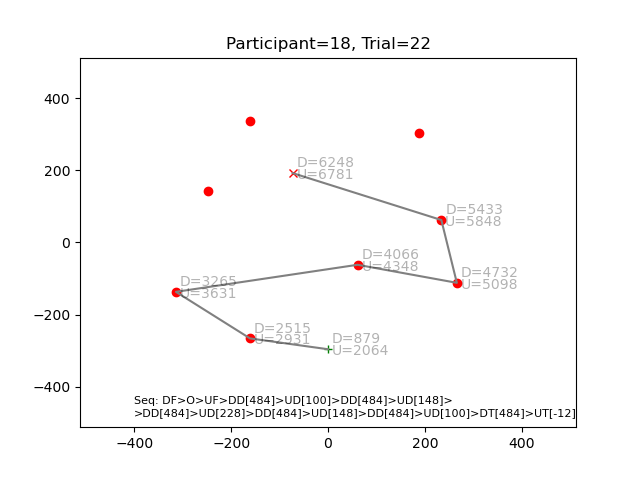 Participant=18, Trial=22
400
200
0
−200
−400
D=6248
U=6781
D=5433
U=5848
D=4066
U=4348
D=4732
U=5098
D=3265
U=3631
D=2515
U=2931
D=879
U=2064
Seq: DF>O>UF>DD[484]>UD[100]>DD[484]>UD[148]>
>DD[484]>UD[228]>DD[484]>UD[148]>DD[484]>UD[100]>DT[484]>UT[-12]
−400
−200
0
200
400